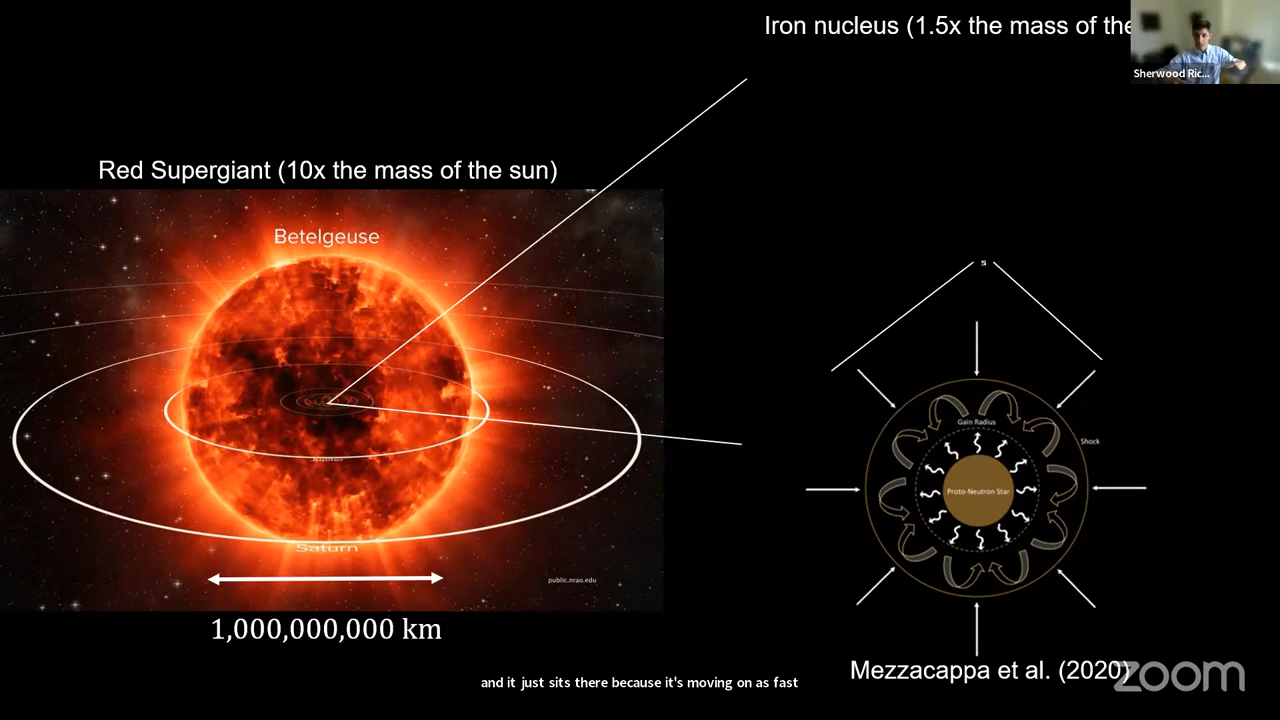 Iron nucleus (1.5x the mass of the
Sherwood Ric...
Red Supergiant (10x the mass of the sun)
Betelgeuse
Gain Radius
Shock
Proto-Neutron Star
Jupiter
Saturn
public.nrao.edu
1,000,000,000 km
Mezzacappa et al. (2020)
and it just sits there because it's moving on as fast
zoom